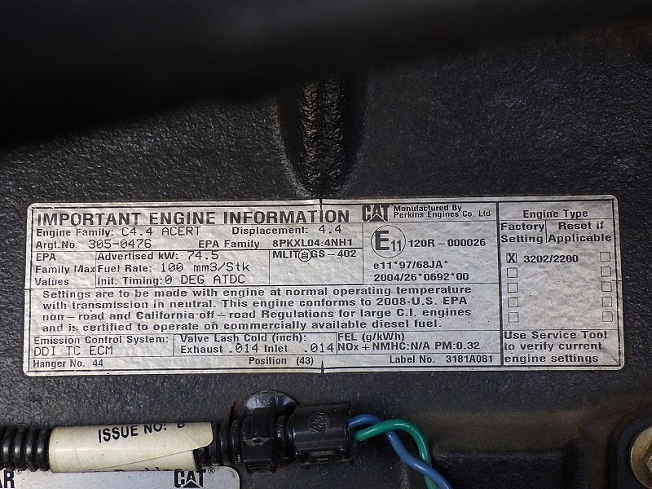 IMPORTANT ENGINE INFORMATION CAT Manufactured By Perkins Engines Co. Ltd
Engine Family: C4.4 ACERT Displacement: 4.4
Argt.No 305-0476 EPA Family 8PKXL04.4NH1
EPA Advertised kW: 74.5 MLIT GS-402
Family Max Fuel Rate: 100 mm3/Stk
Values Init: Timing: 0 DEG ATDC
E11 120R-000026
e11*97/68JA*
2004/26*0692*00
Settings are to be made with engine at normal operating temperature
with transmission in neutral. This engine conforms to 2008-U.S. EPA
non-road and California off-road Regulations for large C.I. engines
and is certified to operate on commercially available diesel fuel.
Emission Control System: Valve Lash Cold (inch): FEL (g/kWh)
DDI TC ECM Exhaust .014 Inlet .014 NOx+NMHC:N/A PM:0.32
Hanger No. 44 Position (43) Label No. 3181A081
Engine Type
Factory Reset if
Setting Applicable
X 3202/2200
Use Service Tool
to verify current
engine settings
ISSUE NO: B
AR CAT